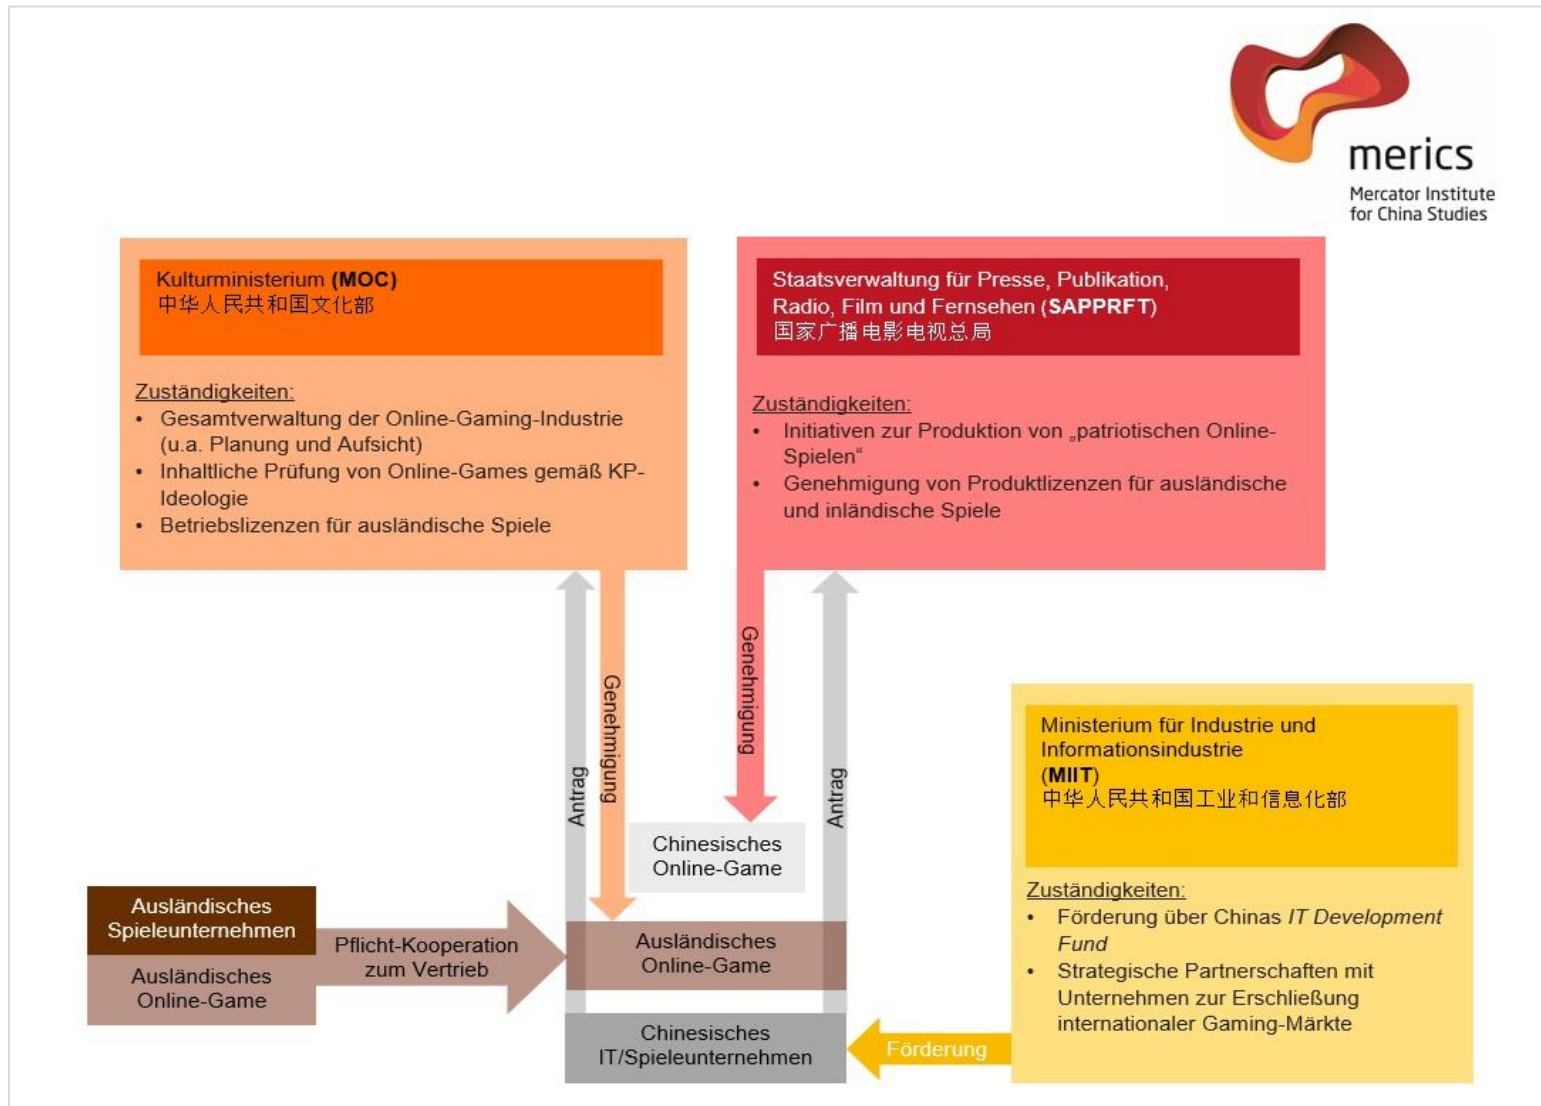 merics
Mercator Institute
for China Studies
Kulturministerium (MOC)
中华人民共和国文化部
Zuständigkeiten:
• Gesamtverwaltung der Online-Gaming-Industrie
(u.a. Planung und Aufsicht)
• Inhaltliche Prüfung von Online-Games gemäß KP-
Ideologie
• Betriebslizenzen für ausländische Spiele
Staatsverwaltung für Presse, Publikation,
Radio, Film und Fernsehen (SAPPRFT)
国家广播电影电视总局
Zuständigkeiten:
• Initiativen zur Produktion von „patriotischen Online-
Spielen“
• Genehmigung von Produktlizenzen für ausländische
und inländische Spiele
Antrag
Genehmigung
Genehmigung
Antrag
Ministerium für Industrie und
Informationsindustrie
(MIIT)
中华人民共和国工业和信息化部
Zuständigkeiten:
• Förderung über Chinas IT Development
Fund
• Strategische Partnerschaften mit
Unternehmen zur Erschließung
internationaler Gaming-Märkte
Chinesisches
Online-Game
Ausländisches
Spieleunternehmen
Ausländisches
Online-Game
Pflicht-Kooperation
zum Vertrieb
Ausländisches
Online-Game
Chinesisches
IT/Spieleunternehmen
Förderung